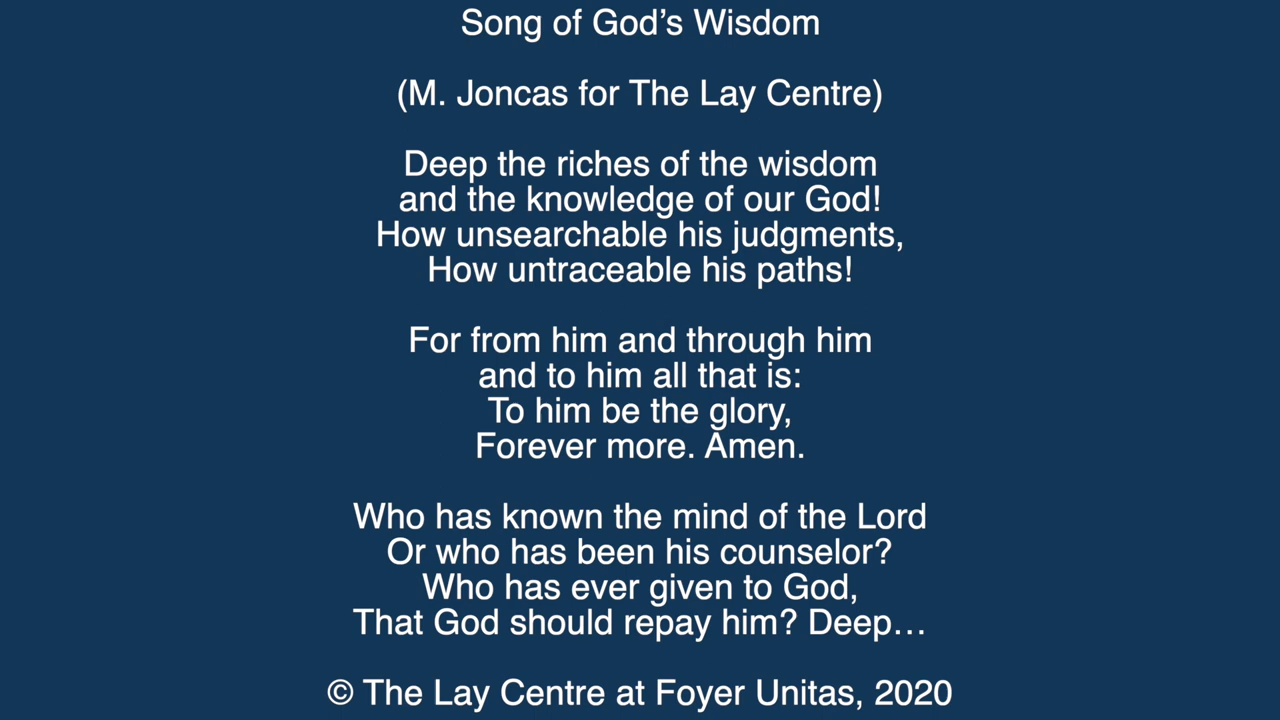 Song of God’s Wisdom
(M. Joncas for The Lay Centre)
Deep the riches of the wisdom
and the knowledge of our God!
How unsearchable his judgments,
How untraceable his paths!
For from him and through him
and to him all that is:
To him be the glory,
Forever more. Amen.
Who has known the mind of the Lord
Or who has been his counselor?
Who has ever given to God,
That God should repay him? Deep…
© The Lay Centre at Foyer Unitas, 2020